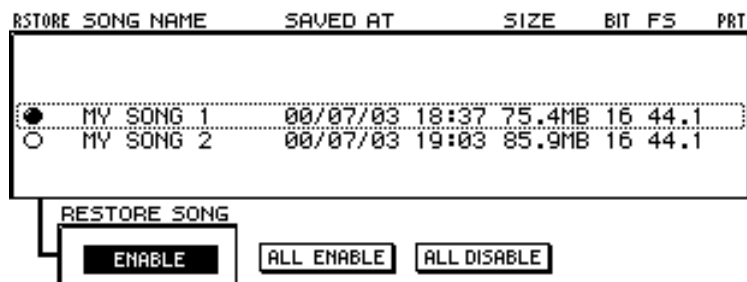 RSTORE SONG NAME SAVED AT SIZE BIT FS PRT
MY SONG 1 00/07/03 18:37 75.4MB 16 44.1
MY SONG 2 00/07/03 19:03 85.9MB 16 44.1
RESTORE SONG
ENABLE ALL ENABLE ALL DISABLE